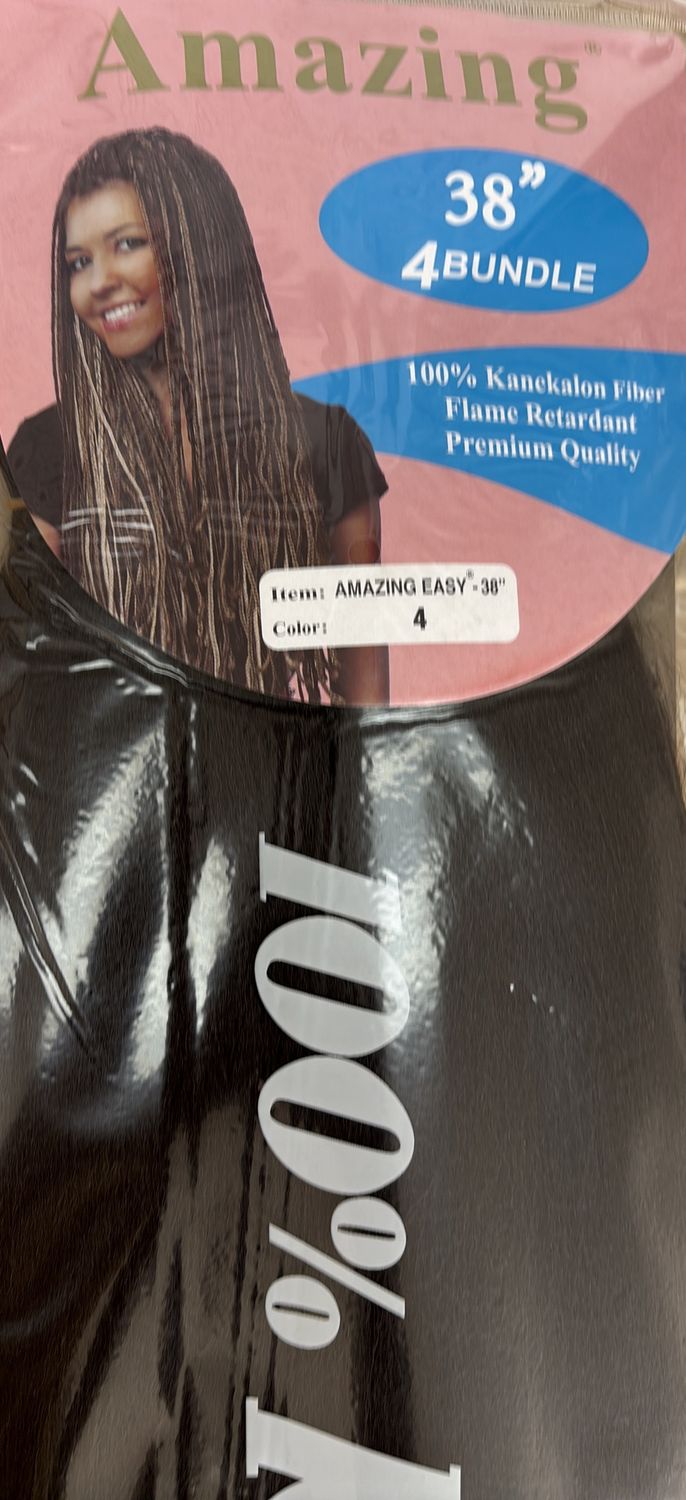 Amazing®
38”
4BUNDLE
100% Kanekalon Fiber
Flame Retardant
Premium Quality
Item: AMAZING EASY®-38"
Color: 4
100%